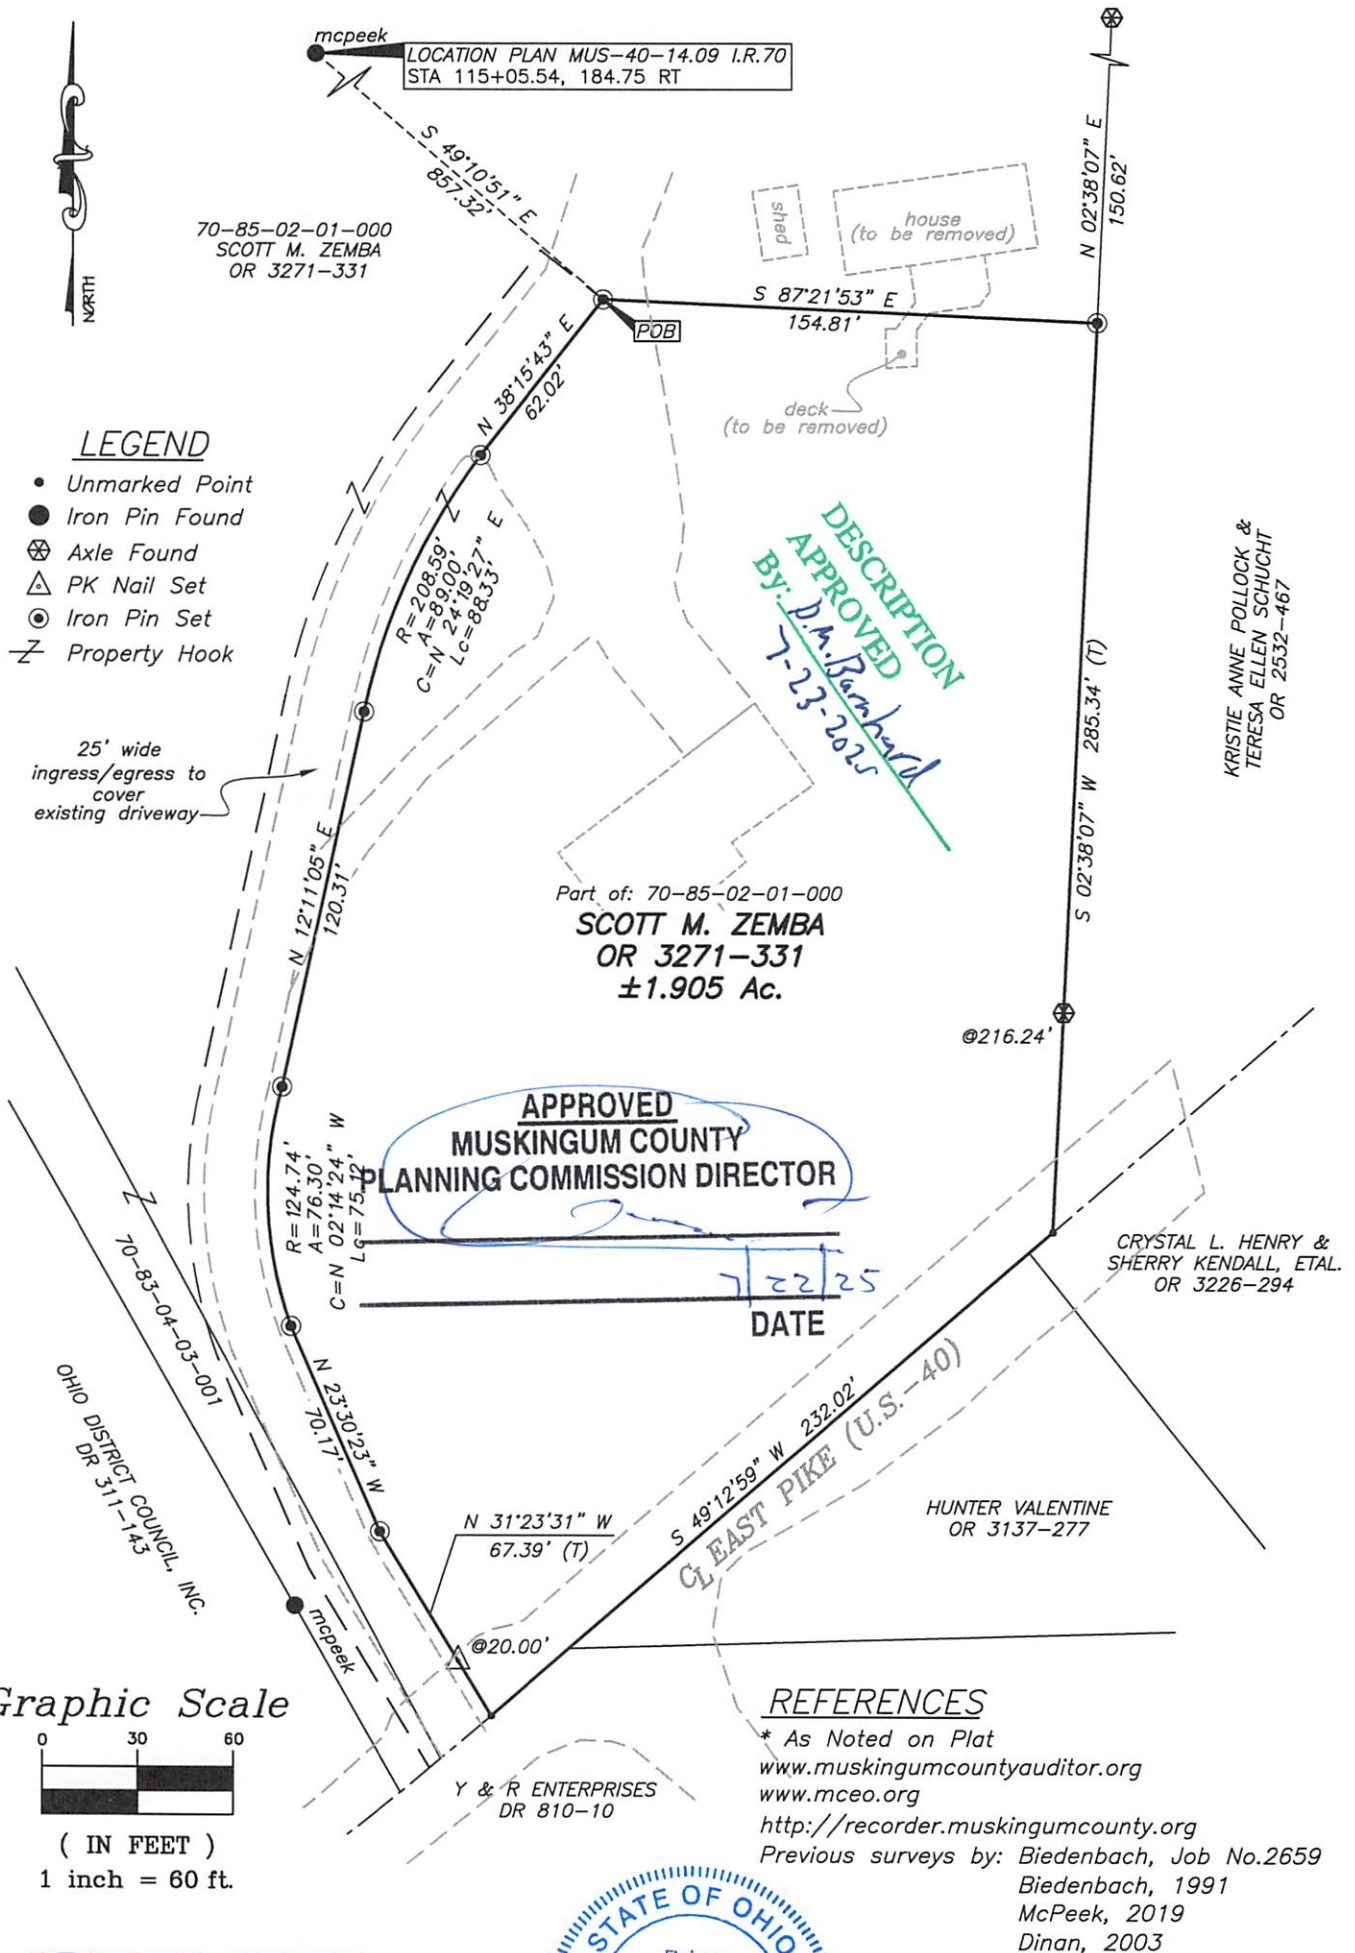 mcpeek
LOCATION PLAN MUS-40-14.09 I.R.70
STA 115+05.54, 184.75 RT
NORTH
S 49°10'51" E
857.32'
N 02°38'07" E
150.62'
70-85-02-01-000
SCOTT M. ZEMBA
OR 3271-331
shed
house
(to be removed)
S 87°21'53" E
154.81'
POB
N 38°15'43" E
62.02'
deck
(to be removed)
LEGEND
Unmarked Point
Iron Pin Found
Axle Found
PK Nail Set
Iron Pin Set
Z Property Hook
Z
Z
R=208.59'
A=89.00'
C=N 24°19'27" E
Lc=88.33'
DESCRIPTION
APPROVED
By: D.M. Barnhard
7-23-2025
KRISTIE ANNE POLLOCK &
TERESA ELLEN SCHUCHT
OR 2532-467
S 02°38'07" W 285.34' (T)
25' wide
ingress/egress to
cover
existing driveway
N 12°11'05" E
120.31'
Part of: 70-85-02-01-000
SCOTT M. ZEMBA
OR 3271-331
±1.905 Ac.
@216.24'
APPROVED
MUSKINGUM COUNTY
PLANNING COMMISSION DIRECTOR
7/22/25
DATE
R=124.74'
A=76.30'
C=N 02°14'24" W
Lc=75.12'
Z
70-83-04-03-001
CRYSTAL L. HENRY &
SHERRY KENDALL, ETAL.
OR 3226-294
OHIO DISTRICT COUNCIL, INC.
DR 311-143
N 23°30'23" W
70.17'
S 49°12'59" W 232.02'
CL EAST PIKE (U.S.-40)
N 31°23'31" W
67.39' (T)
HUNTER VALENTINE
OR 3137-277
mcpeek
@20.00'
Graphic Scale
0 30 60
( IN FEET )
1 inch = 60 ft.
Y & R ENTERPRISES
DR 810-10
REFERENCES
* As Noted on Plat
www.muskingumcountyauditor.org
www.mceo.org
http://recorder.muskingumcounty.org
Previous surveys by: Biedenbach, Job No.2659
Biedenbach, 1991
McPeek, 2019
Dinan, 2003
STATE OF OHIO